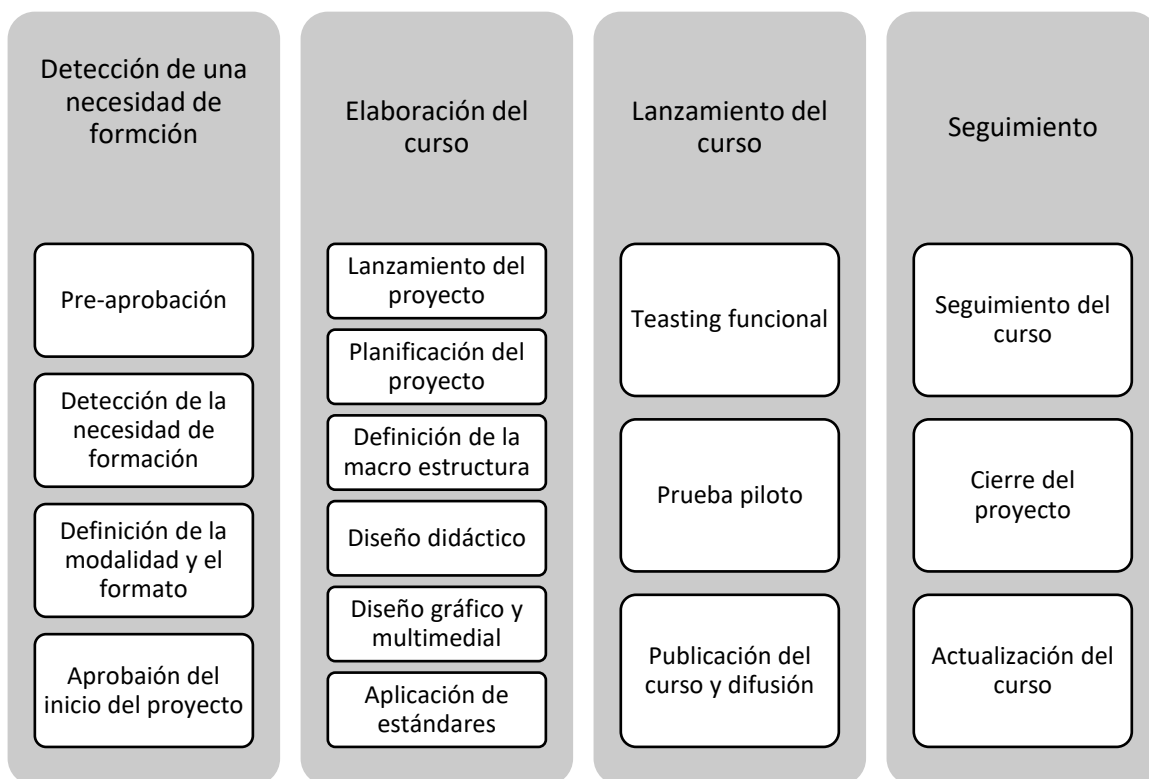 Detección de una
necesidad de
formción
Pre-aprobación
Detección de la
necesidad de
formación
Definición de la
modalidad y el
formato
Aprobaión del
inicio del proyecto
Elaboración del
curso
Lanzamiento del
proyecto
Planificación del
proyecto
Definición de la
macro estructura
Diseño didáctico
Diseño gráfico y
multimedial
Aplicación de
estándares
Lanzamiento del
curso
Teasting funcional
Prueba piloto
Publicación del
curso y difusión
Seguimiento
Seguimiento del
curso
Cierre del
proyecto
Actualización del
curso